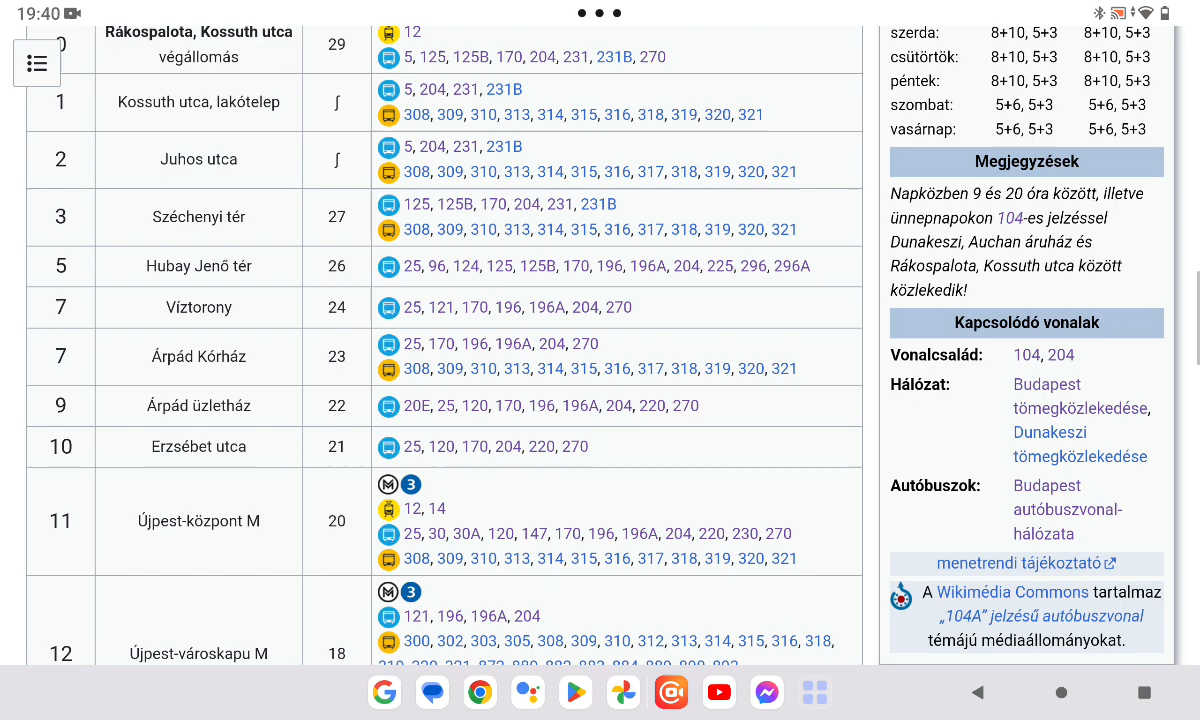 19:40
0 Rákospalota, Kossuth utca végállomás 29 12
5, 125, 125B, 170, 204, 231, 231B, 270
1 Kossuth utca, lakótelep ∫ 5, 204, 231, 231B
308, 309, 310, 313, 314, 315, 316, 318, 319, 320, 321
2 Juhos utca ∫ 5, 204, 231, 231B
308, 309, 310, 313, 314, 315, 316, 317, 318, 319, 320, 321
3 Széchenyi tér 27 125, 125B, 170, 204, 231, 231B
308, 309, 310, 313, 314, 315, 316, 317, 318, 319, 320, 321
5 Hubay Jenő tér 26 25, 96, 124, 125, 125B, 170, 196, 196A, 204, 225, 296, 296A
7 Víztorony 24 25, 121, 170, 196, 196A, 204, 270
7 Árpád Kórház 23 25, 170, 196, 196A, 204, 270
308, 309, 310, 313, 314, 315, 316, 317, 318, 319, 320, 321
9 Árpád üzletház 22 20E, 25, 120, 170, 196, 196A, 204, 220, 270
10 Erzsébet utca 21 25, 120, 170, 204, 220, 270
11 Újpest-központ M 20 M 3
12, 14
25, 30, 30A, 120, 147, 170, 196, 196A, 204, 220, 230, 270
308, 309, 310, 313, 314, 315, 316, 317, 318, 319, 320, 321
12 Újpest-városkapu M 18 M 3
121, 196, 196A, 204
300, 302, 303, 305, 308, 309, 310, 312, 313, 314, 315, 316, 318,
szerda: 8+10, 5+3 8+10, 5+3
csütörtök: 8+10, 5+3 8+10, 5+3
péntek: 8+10, 5+3 8+10, 5+3
szombat: 5+6, 5+3 5+6, 5+3
vasárnap: 5+6, 5+3 5+6, 5+3
Megjegyzések
Napközben 9 és 20 óra között, illetve
ünnepnapokon 104-es jelzéssel
Dunakeszi, Auchan áruház és
Rákospalota, Kossuth utca között
közlekedik!
Kapcsolódó vonalak
Vonalcsalád: 104, 204
Hálózat: Budapest
tömegközlekedése,
Dunakeszi
tömegközlekedése
Autóbuszok: Budapest
autóbuszvonal-
hálózata
menetrendi tájékoztató
A Wikimédia Commons tartalmaz
„104A” jelzésű autóbuszvonal
témájú médiaállományokat.